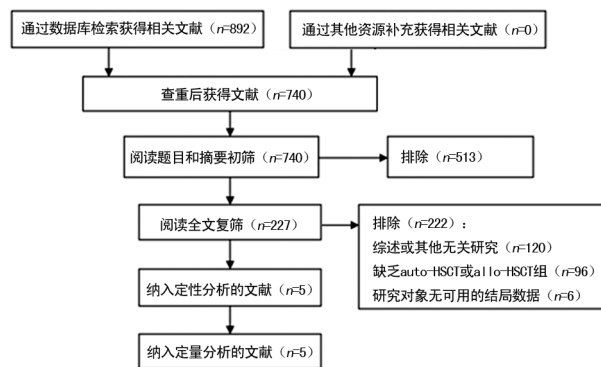 通过数据库检索获得相关文献（n=892）
通过其他资源补充获得相关文献（n=0）
查重后获得文献（n=740）
阅读题目和摘要初筛（n=740）
排除（n=513）
阅读全文复筛（n=227）
排除（n=222）：
综述或其他无关研究（n=120）
缺乏auto-HSCT或allo-HSCT组（n=96）
研究对象无可用的结局数据（n=6）
纳入定性分析的文献（n=5）
纳入定量分析的文献（n=5）